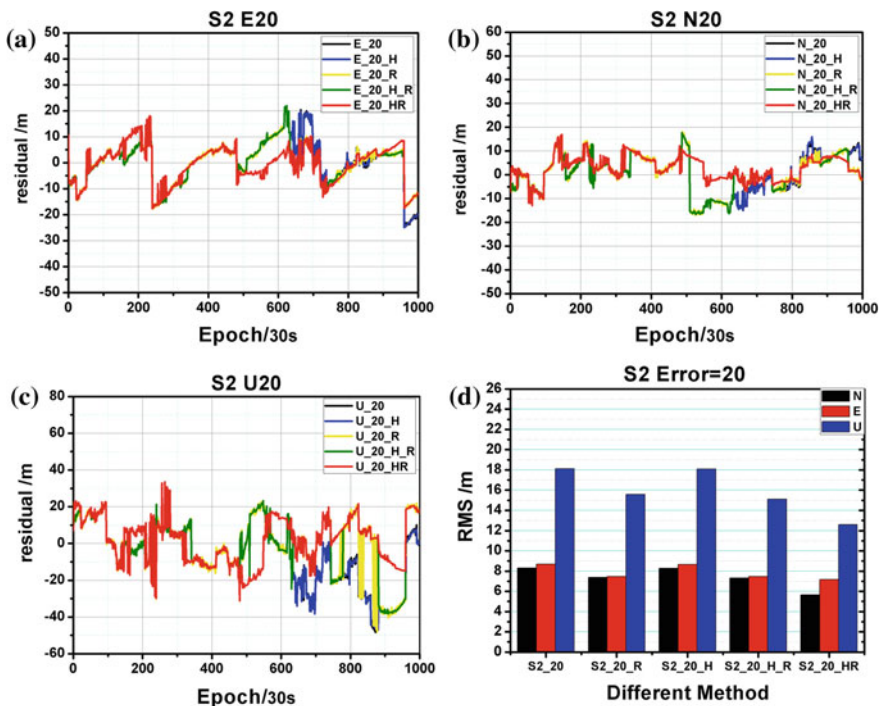 (a)
S2 E20
residual /m
50
40
30
20
10
0
-10
-20
-30
-40
-50
0 200 400 600 800 1000
Epoch/30s
E_20
E_20_H
E_20_R
E_20_H_R
E_20_HR
(b)
S2 N20
residual /m
60
50
40
30
20
10
0
-10
-20
-30
-40
-50
0 200 400 600 800 1000
Epoch/30s
N_20
N_20_H
N_20_R
N_20_H_R
N_20_HR
(c)
S2 U20
residual /m
80
60
40
20
0
-20
-40
-60
0 200 400 600 800 1000
Epoch/30s
U_20
U_20_H
U_20_R
U_20_H_R
U_20_HR
(d)
S2 Error=20
RMS /m
26
24
22
20
18
16
14
12
10
8
6
4
2
0
S2_20 S2_20_R S2_20_H S2_20_H_R S2_20_HR
Different Method
N
E
U